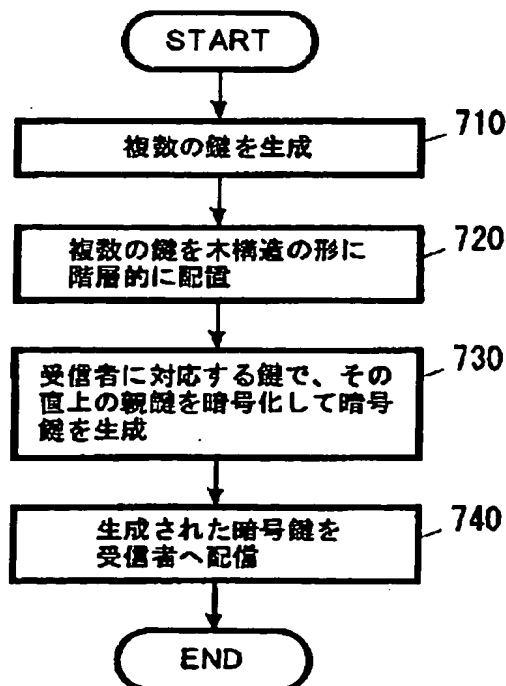 START
710
複数の鍵を生成
720
複数の鍵を木構造の形に
階層的に配置
730
受信者に対応する鍵で、その
直上の親鍵を暗号化して暗号
鍵を生成
740
生成された暗号鍵を
受信者へ配信
END